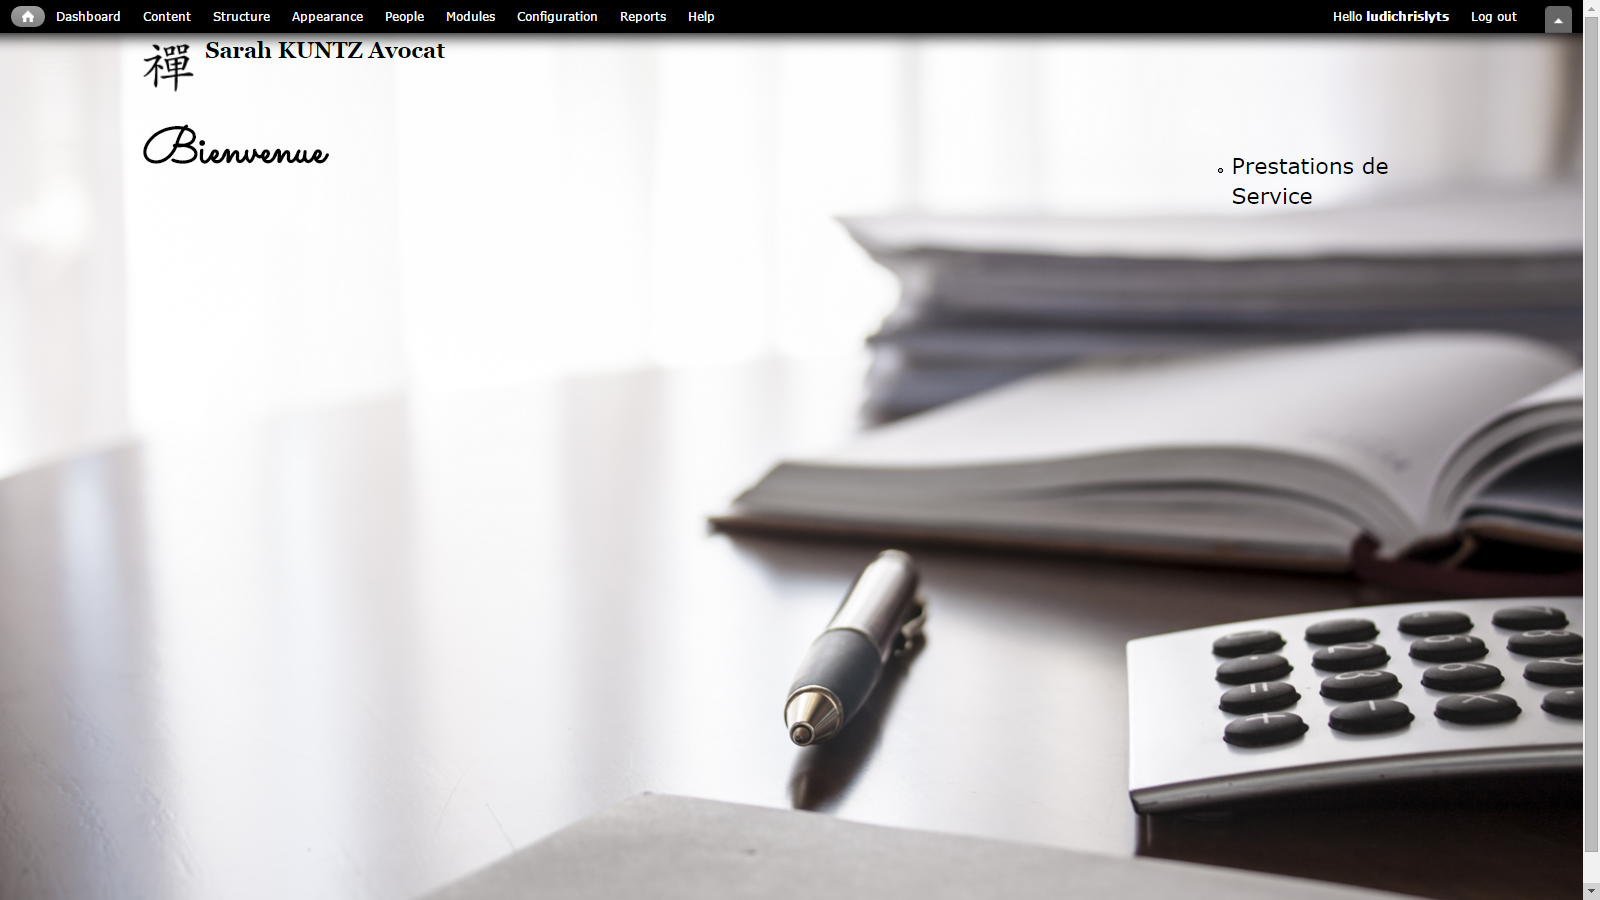 Dashboard Content Structure Appearance People Modules Configuration Reports Help Hello ludichrislyts Log out
禪 Sarah KUNTZ Avocat
Bienvenue
Prestations de
Service